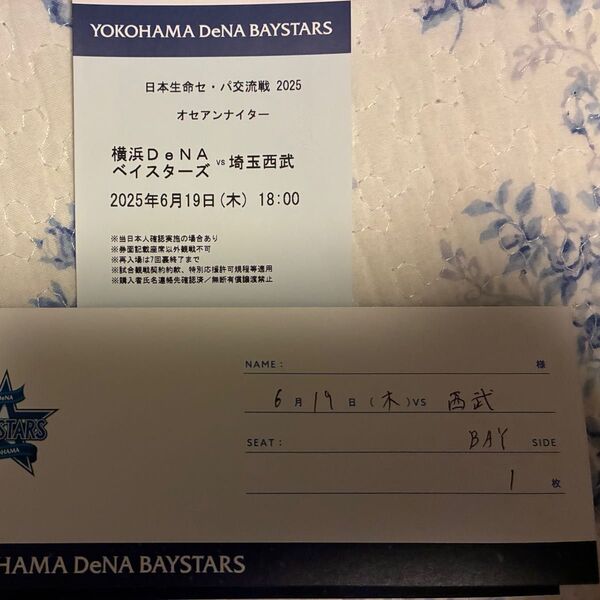 YOKOHAMA DeNA BAYSTARS
日本生命セ・パ交流戦 2025
オセアンナイター
横浜DeNA
ベイスターズ vs 埼玉西武
2025年6月19日(木) 18:00
※当日本人確認実施の場合あり
※券面記載座席以外観戦不可
※再入場は7回裏終了まで
※試合観戦契約約款、特別応援許可規程等適用
※購入者氏名連絡先確認済/無断有償譲渡禁止
NAME: 様
6月19日(木)VS 西武
SEAT: BAY SIDE
1 枚
DeNA
STARS
HAMA
HAMA DeNA BAYSTARS